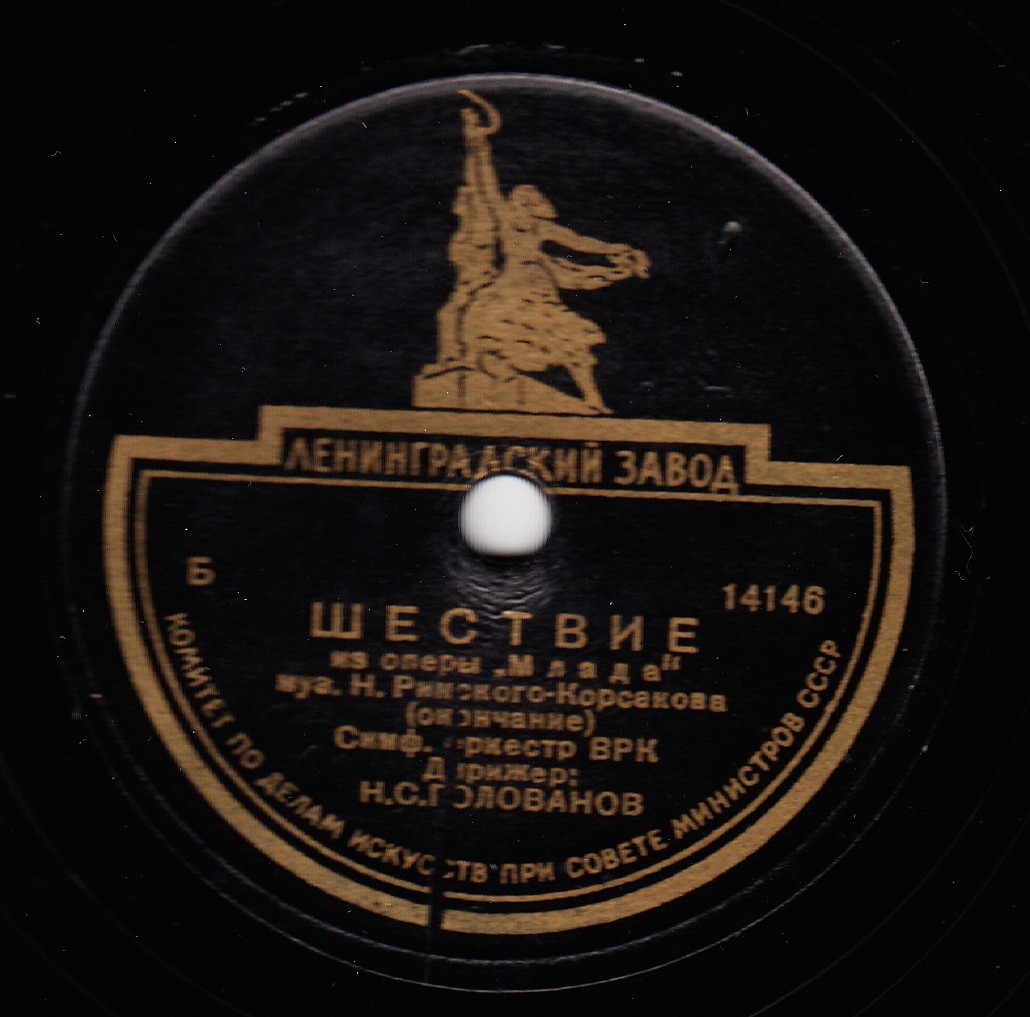 ЛЕНИНГРАДСКИЙ ЗАВОД
Б 14146
ШЕСТВИЕ
из оперы „Млада“
муз. Н. Римского-Корсакова
(окончание)
Симф. оркестр ВРК
Дирижер:
Н.С.ГОЛОВАНОВ
КОМИТЕТ ПО ДЕЛАМ ИСКУССТВ ПРИ СОВЕТЕ МИНИСТРОВ СССР